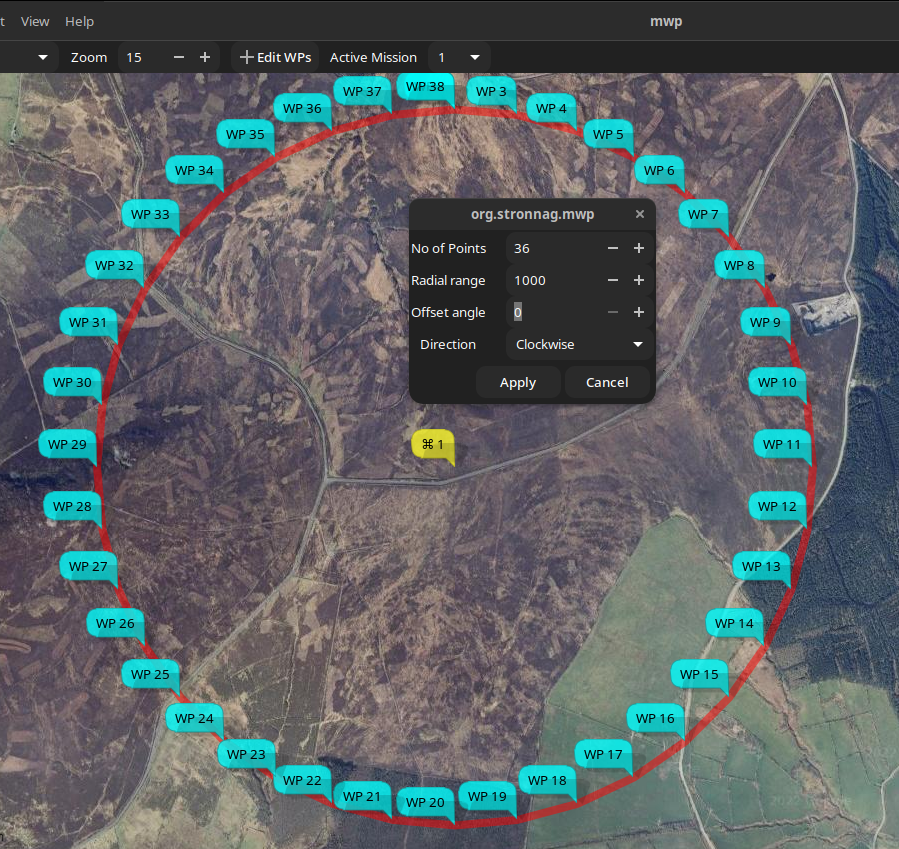 t View Help mwp
Zoom 15 − + + Edit WPs Active Mission 1
WP 38
WP 37
WP 3
WP 36
WP 4
WP 35
WP 5
WP 34
WP 6
WP 33
WP 7
WP 32
WP 8
WP 31
WP 9
WP 30
WP 10
WP 29
WP 11
WP 28
WP 12
WP 27
WP 13
WP 26
WP 14
WP 25
WP 15
WP 24
WP 16
WP 23
WP 17
WP 22
WP 18
WP 21
WP 19
WP 20
org.stronnag.mwp ×
No of Points 36 − +
Radial range 1000 − +
Offset angle 0 − +
Direction Clockwise
Apply Cancel
⌘ 1